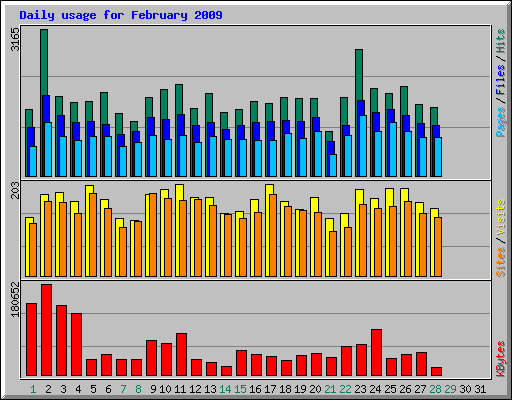 Daily usage for February 2009
3165
Pages / Files / Hits
203
Sites / Visits
180652
KBytes
1 2 3 4 5 6 7 8 9 10 11 12 13 14 15 16 17 18 19 20 21 22 23 24 25 26 27 28 29 30 31